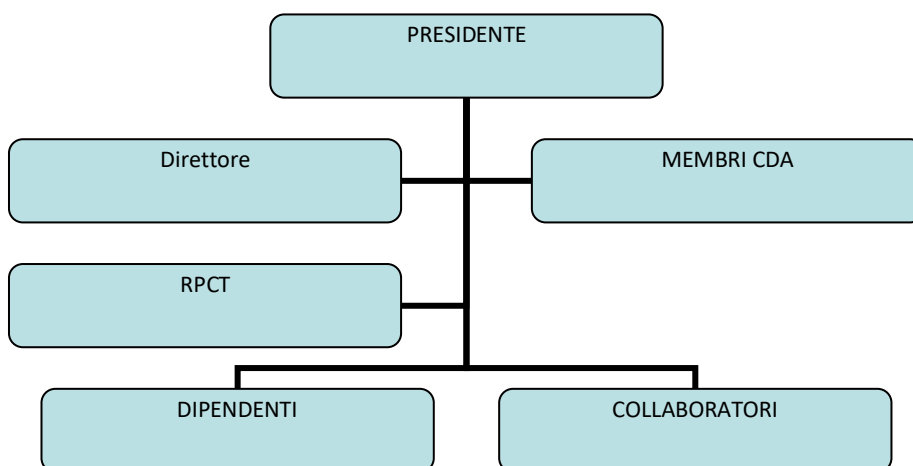 PRESIDENTE
Direttore
MEMBRI CDA
RPCT
DIPENDENTI
COLLABORATORI